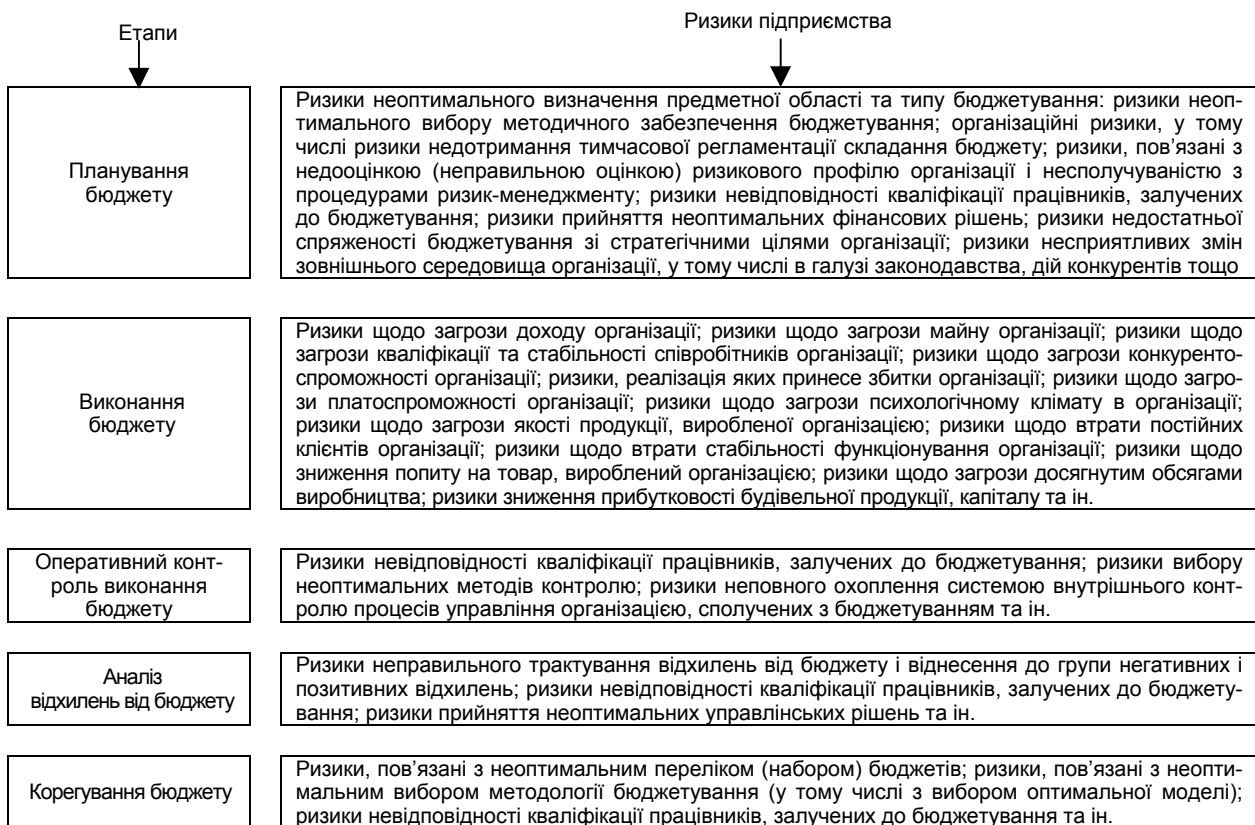 Етапи
Ризики підприємства
Планування
бюджету
Ризики неоптимального визначення предметної області та типу бюджетування: ризики неоп-
тимального вибору методичного забезпечення бюджетування; організаційні ризики, у тому
числі ризики недотримання тимчасової регламентації складання бюджету; ризики, пов’язані з
недооцінкою (неправильною оцінкою) ризикового профілю організації і несполучуваністю з
процедурами ризик-менеджменту; ризики невідповідності кваліфікації працівників, залучених
до бюджетування; ризики прийняття неоптимальних фінансових рішень; ризики недостатньої
спряженості бюджетування зі стратегічними цілями організації; ризики несприятливих змін
зовнішнього середовища організації, у тому числі в галузі законодавства, дій конкурентів тощо
Виконання
бюджету
Ризики щодо загрози доходу організації; ризики щодо загрози майну організації; ризики щодо
загрози кваліфікації та стабільності співробітників організації; ризики щодо загрози конкуренто-
спроможності організації; ризики, реалізація яких принесе збитки організації; ризики щодо загро-
зи платоспроможності організації; ризики щодо загрози психологічному клімату в організації;
ризики щодо загрози якості продукції, виробленої організацією; ризики щодо втрати постійних
клієнтів організації; ризики щодо втрати стабільності функціонування організації; ризики щодо
зниження попиту на товар, вироблений організацією; ризики щодо загрози досягнутим обсягами
виробництва; ризики зниження прибутковості будівельної продукції, капіталу та ін.
Оперативний конт-
роль виконання
бюджету
Ризики невідповідності кваліфікації працівників, залучених до бюджетування; ризики вибору
неоптимальних методів контролю; ризики неповного охоплення системою внутрішнього конт-
ролю процесів управління організацією, сполучених з бюджетуванням та ін.
Аналіз
відхилень від бюджету
Ризики неправильного трактування відхилень від бюджету і віднесення до групи негативних і
позитивних відхилень; ризики невідповідності кваліфікації працівників, залучених до бюджету-
вання; ризики прийняття неоптимальних управлінських рішень та ін.
Корегування бюджету
Ризики, пов’язані з неоптимальним переліком (набором) бюджетів; ризики, пов’язані з неопти-
мальним вибором методології бюджетування (у тому числі з вибором оптимальної моделі);
ризики невідповідності кваліфікації працівників, залучених до бюджетування та ін.